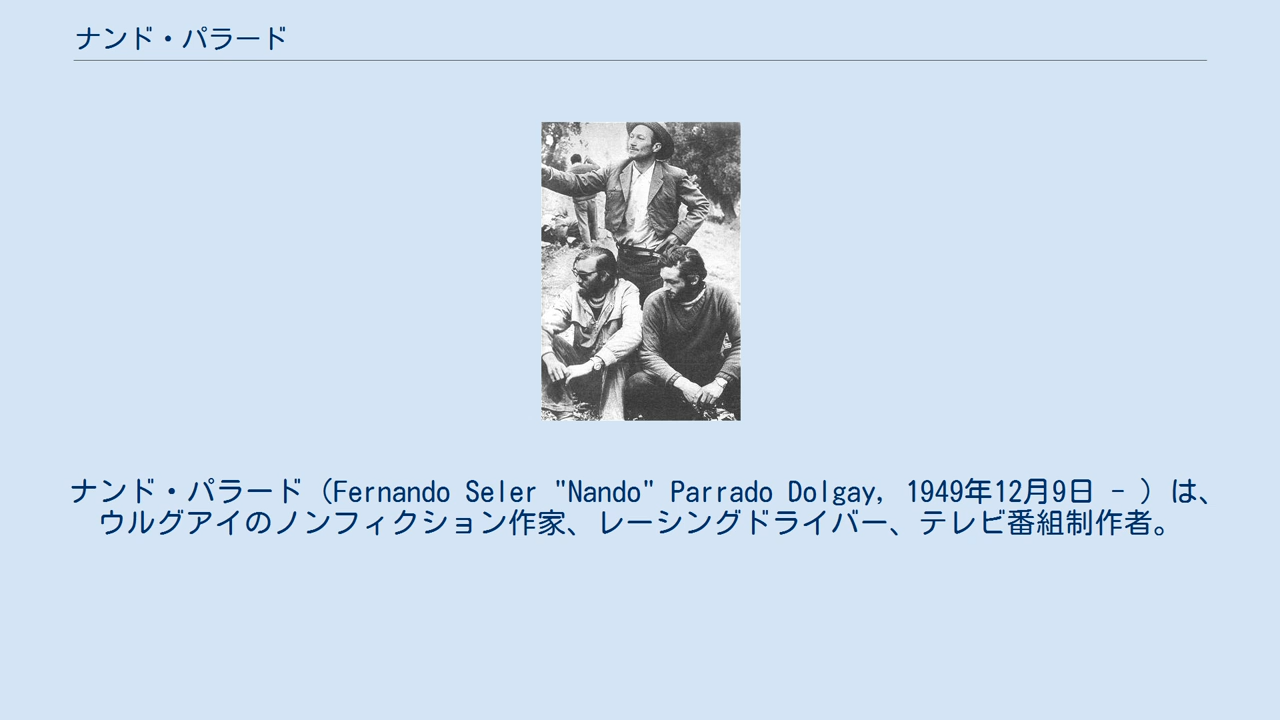 ナンド・パラード
ナンド・パラード（Fernando Seler "Nando" Parrado Dolgay, 1949年12月9日 - ）は、
ウルグアイのノンフィクション作家、レーシングドライバー、テレビ番組制作者。